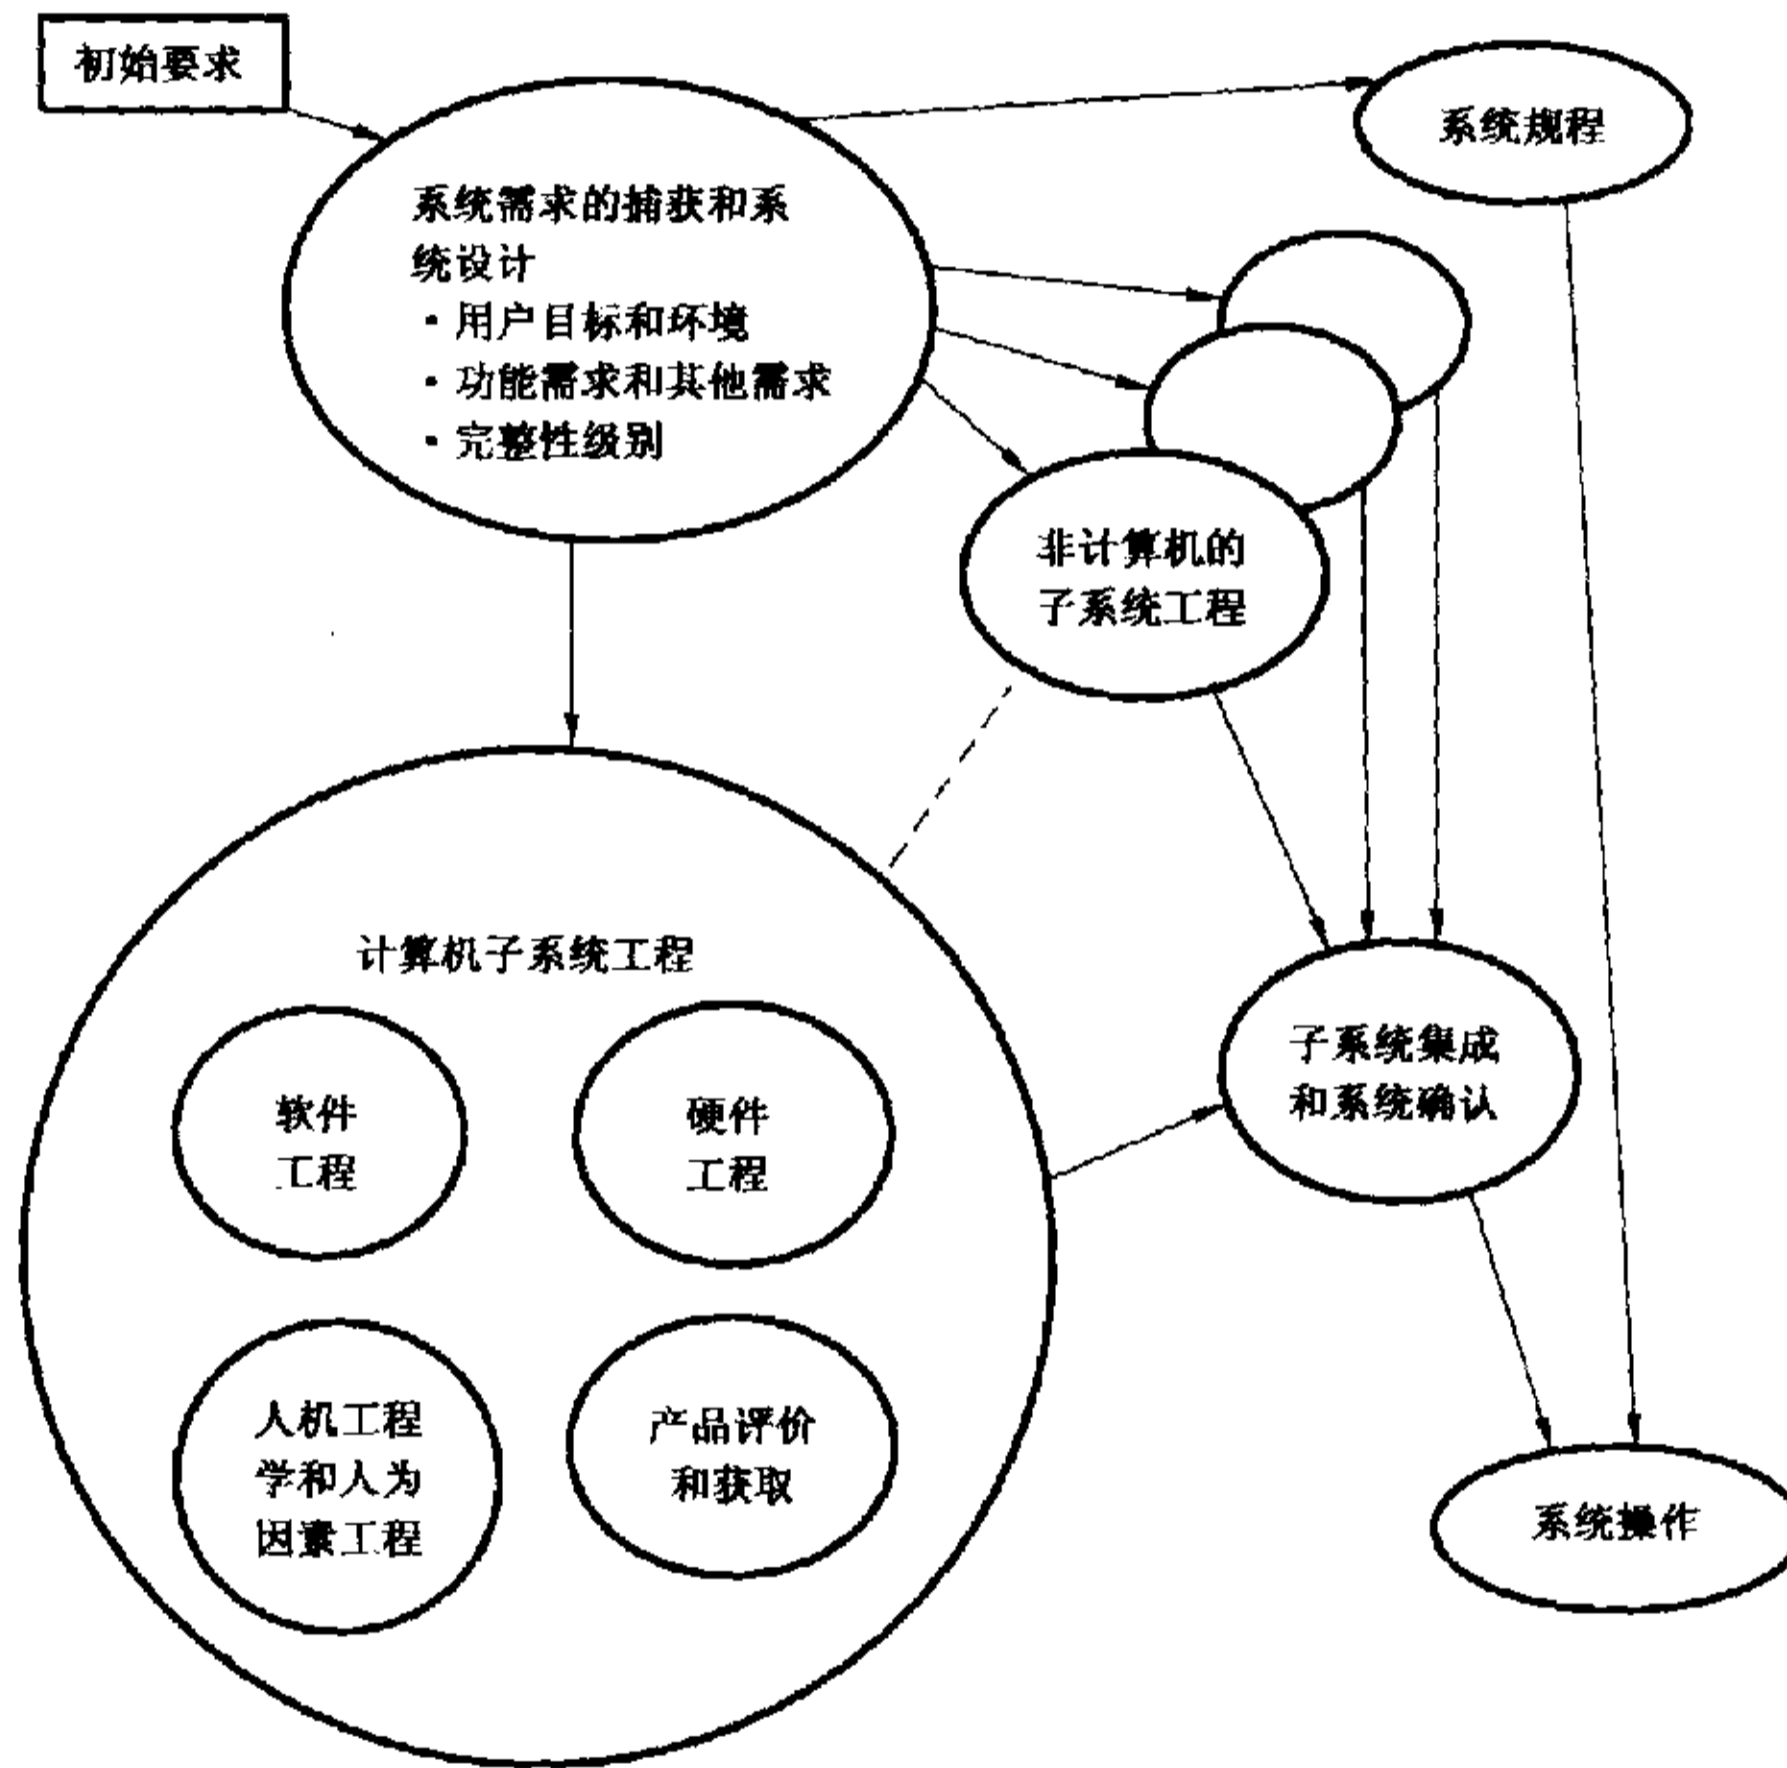 初始要求
系统规程
系统需求的捕获和系
统设计
·用户目标和环境
·功能需求和其他需求
·完整性级别
非计算机的
子系统工程
计算机子系统工程
软件
工程
硬件
工程
子系统集成
和系统确认
人机工程
学和人为
因素工程
产品评价
和获取
系统操作